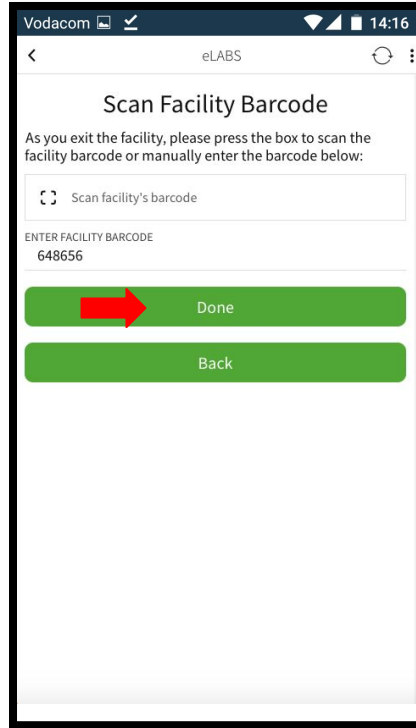 Vodacom 14:16
eLABS
Scan Facility Barcode
As you exit the facility, please press the box to scan the
facility barcode or manually enter the barcode below:
Scan facility's barcode
ENTER FACILITY BARCODE
648656
Done
Back